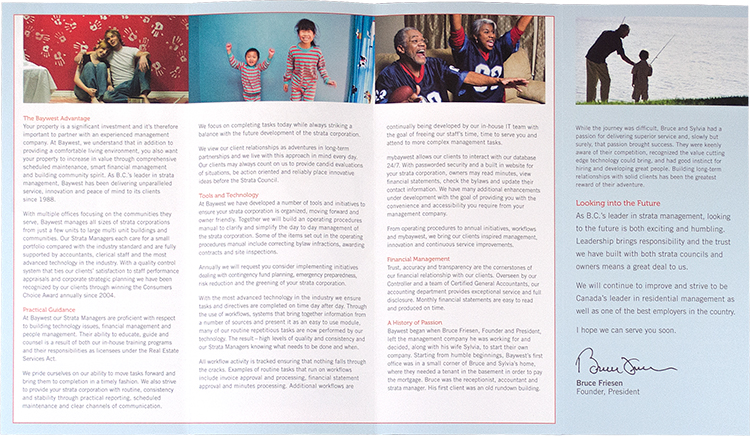 The Baywest Advantage
Your property is a significant investment and it's therefore
important to partner with an experienced management
company. At Baywest, we understand that in addition to
providing a comfortable living environment, you also want
your property to increase in value through comprehensive
scheduled maintenance, smart financial management
and building community spirit. As B.C.'s leader in strata
management, Baywest has been delivering unparalleled
service, innovation and peace of mind to its clients
since 1988.
With multiple offices focusing on the communities they
serve, Baywest manages all sizes of strata corporations
from just a few units to large multi unit buildings and
communities. Our Strata Managers each care for a small
portfolio compared with the industry standard and are fully
supported by accountants, clerical staff and the most
advanced technology in the industry. With a quality control
system that ties our clients' satisfaction to staff performance
appraisals and corporate strategic planning we have been
recognized by our clients through winning the Consumers
Choice Award annually since 2004.
Practical Guidance
At Baywest our Strata Managers are proficient with respect
to building technology issues, financial management and
people management. Their ability to educate, guide and
counsel is a result of both our in-house training programs
and their responsibilities as licensees under the Real Estate
Services Act.
We pride ourselves on our ability to move tasks forward and
bring them to completion in a timely fashion. We also strive
to provide your strata corporation with routine, consistency
and stability through practical reporting, scheduled
maintenance and clear channels of communication.
We focus on completing tasks today while always striking a
balance with the future development of the strata corporation.
We view our client relationships as adventures in long-term
partnerships and we live with this approach in mind every day.
Our clients may always count on us to provide candid evaluations
of situations, be action oriented and reliably place innovative
ideas before the Strata Council.
Tools and Technology
At Baywest we have developed a number of tools and initiatives to
ensure your strata corporation is organized, moving forward and
owner friendly. Together we will build an operating procedures
manual to clarify and simplify the day to day management of
the strata corporation. Some of the items set out in the operating
procedures manual include correcting bylaw infractions, awarding
contracts and site inspections.
Annually we will request you consider implementing initiatives
dealing with contingency fund planning, emergency preparedness,
risk reduction and the greening of your strata corporation.
With the most advanced technology in the industry we ensure
tasks and directives are completed on time day after day. Through
the use of workflows, systems that bring together information from
a number of sources and present it as an easy to use module,
many of our routine repetitious tasks are now performed by our
technology. The result – high levels of quality and consistency and
our Strata Managers knowing what needs to be done and when.
All-workflow activity is tracked ensuring that nothing falls through
the cracks. Examples of routine tasks that run on workflows
include invoice approval and processing, financial statement
approval and minutes processing. Additional workflows are
continually being developed by our in-house IT team with
the goal of freeing our staff's time, time to serve you and
attend to more complex management tasks.
mybaywest allows our clients to interact with our database
24/7. With passworded security and a built in website for
your strata corporation, owners may read minutes, view
financial statements, check the bylaws and update their
contact information. We have many additional enhancements
under development with the goal of providing you with the
convenience and accessibility you require from your
management company.
From operating procedures to annual initiatives, workflows
and mybaywest, we bring our clients inspired management,
innovation and continuous service improvements.
Financial Management
Trust, accuracy and transparency are the cornerstones of
our financial relationship with our clients. Overseen by our
Controller and a team of Certified General Accountants, our
accounting department provides exceptional service and full
disclosure. Monthly financial statements are easy to read
and produced on time.
A History of Passion
Baywest began when Bruce Friesen, Founder and President,
left the management company he was working for and
decided, along with his wife Sylvia, to start their own
company. Starting from humble beginnings, Baywest's first
office was in a small corner of Bruce and Sylvia's home,
where they needed a tenant in the basement in order to pay
the mortgage. Bruce was the receptionist, accountant and
strata manager. His first client was an old rundown building.
While the journey was difficult, Bruce and Sylvia had a
passion for delivering superior service and, slowly but
surely, that passion brought success. They were keenly
aware of their competition, recognized the value cutting
edge technology could bring, and had good instinct for
hiring and developing great people. Building long-term
relationships with solid clients has been the greatest
reward of their adventure.
Looking into the Future
As B.C.'s leader in strata management, looking
to the future is both exciting and humbling.
Leadership brings responsibility and the trust
we have built with both strata councils and
owners means a great deal to us.
We will continue to improve and strive to be
Canada's leader in residential management as
well as one of the best employers in the country.
I hope we can serve you soon.
Bruce Friesen
Founder, President